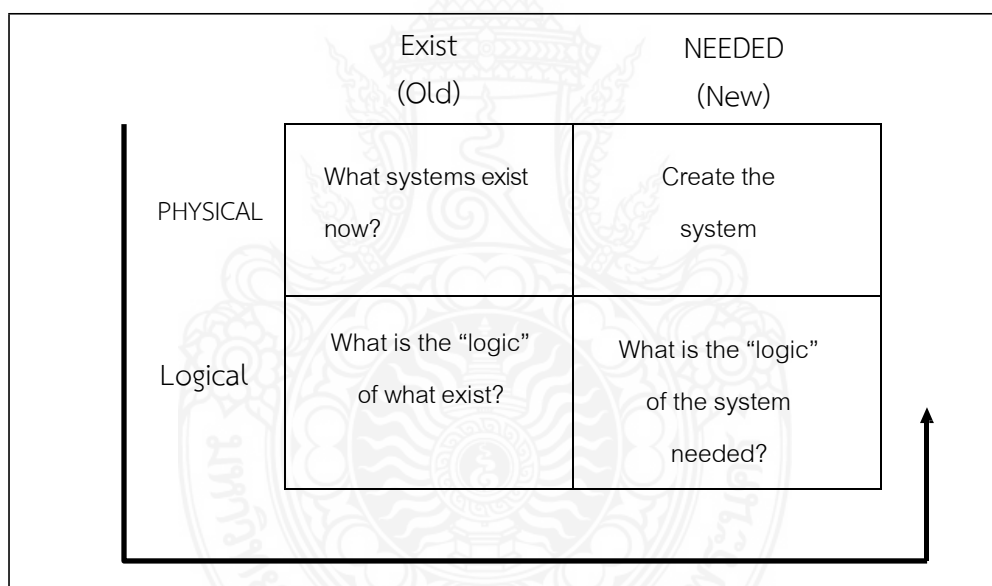 Exist
(Old)
NEEDED
(New)
PHYSICAL
What systems exist
now?
Create the
system
Logical
What is the “logic”
of what exist?
What is the “logic”
of the system
needed?